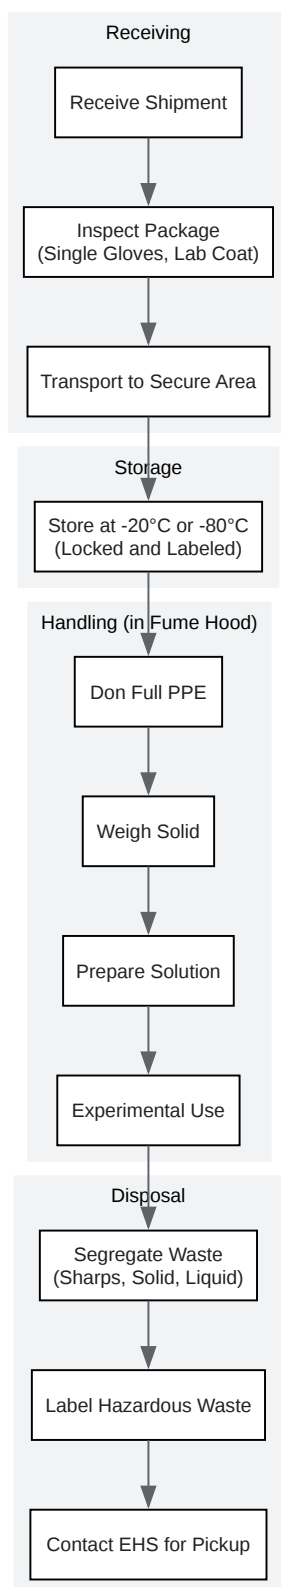 Receiving
Receive Shipment
Inspect Package
(Single Gloves, Lab Coat)
Transport to Secure Area
Storage
Store at -20°C or -80°C
(Locked and Labeled)
Handling (in Fume Hood)
Don Full PPE
Weigh Solid
Prepare Solution
Experimental Use
Disposal
Segregate Waste
(Sharps, Solid, Liquid)
Label Hazardous Waste
Contact EHS for Pickup